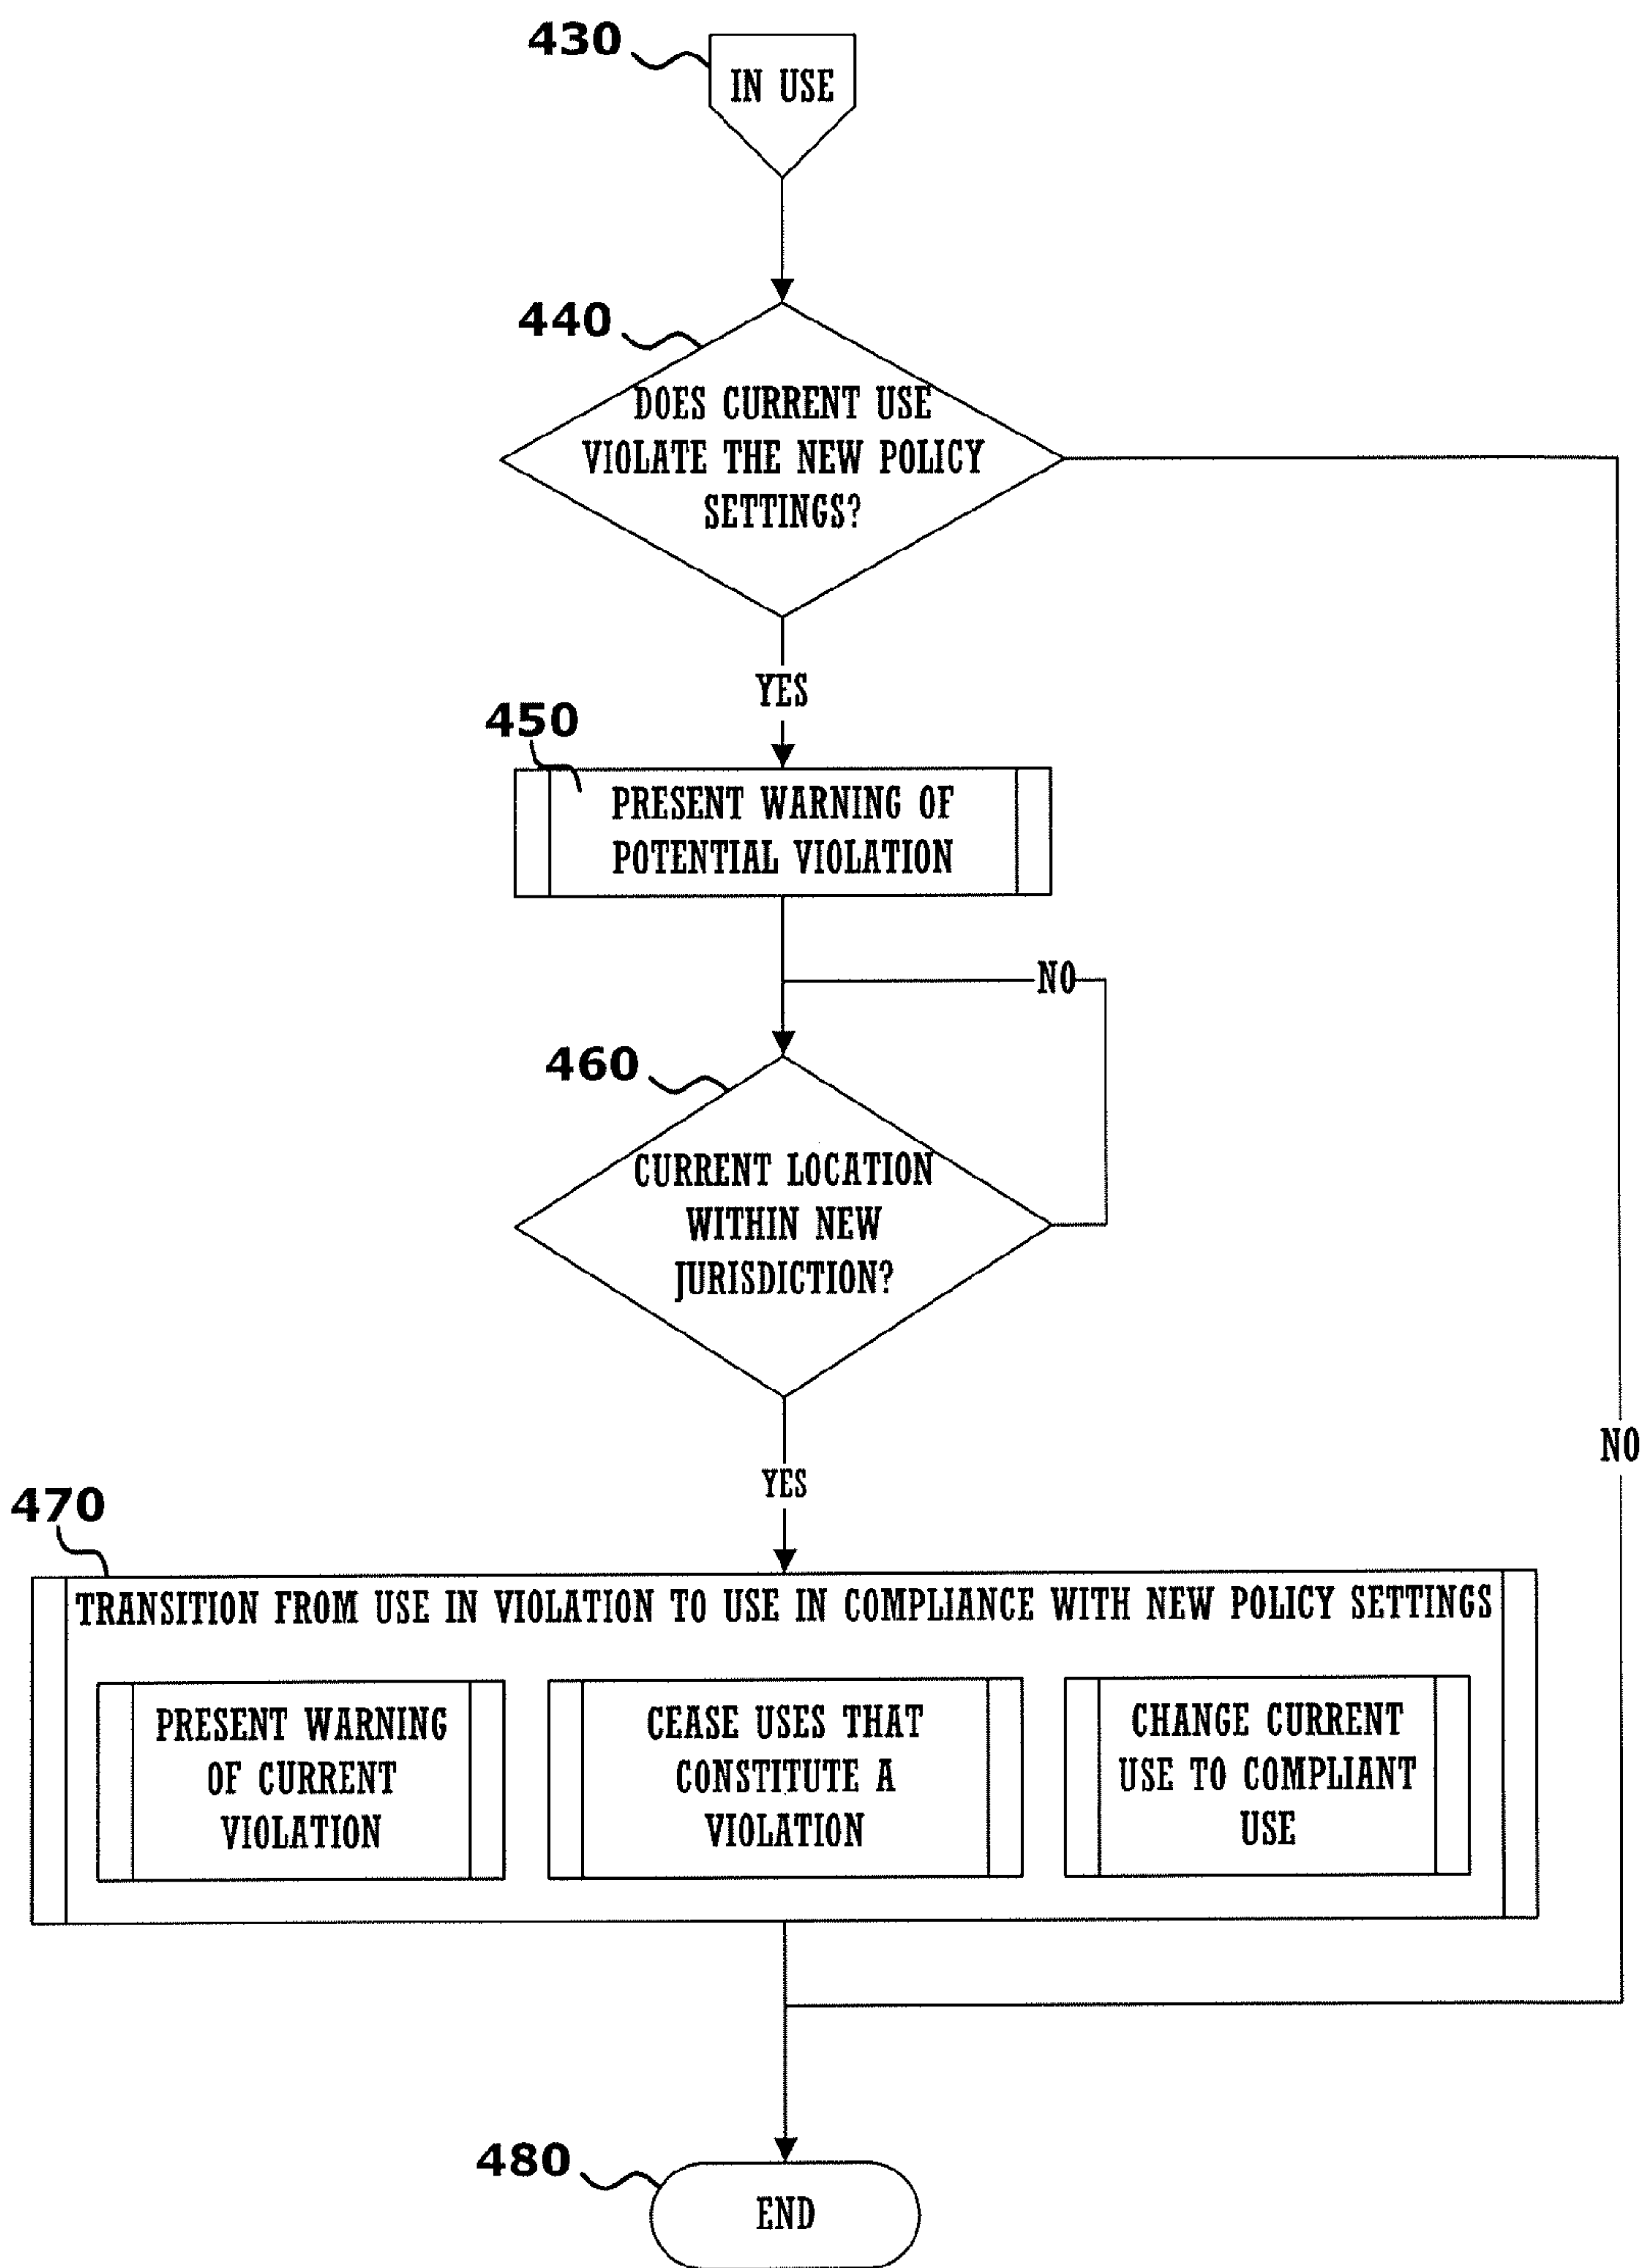 430
IN USE
440
DOES CURRENT USE
VIOLATE THE NEW POLICY
SETTINGS?
YES
450
PRESENT WARNING OF
POTENTIAL VIOLATION
NO
460
CURRENT LOCATION
WITHIN NEW
JURISDICTION?
NO
YES
470
TRANSITION FROM USE IN VIOLATION TO USE IN COMPLIANCE WITH NEW POLICY SETTINGS
PRESENT WARNING
OF CURRENT
VIOLATION
CEASE USES THAT
CONSTITUTE A
VIOLATION
CHANGE CURRENT
USE TO COMPLIANT
USE
480
END